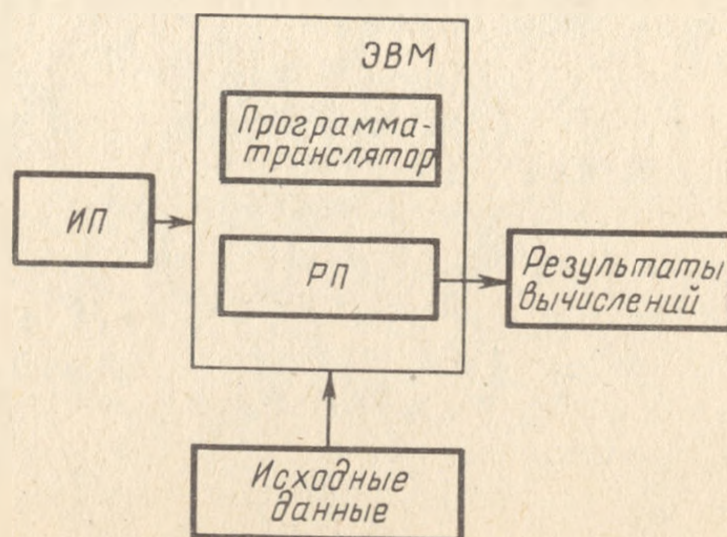 ЭВМ
Программа-
транслятор
ИП
РП
Результаты
вычислений
Исходные
данные